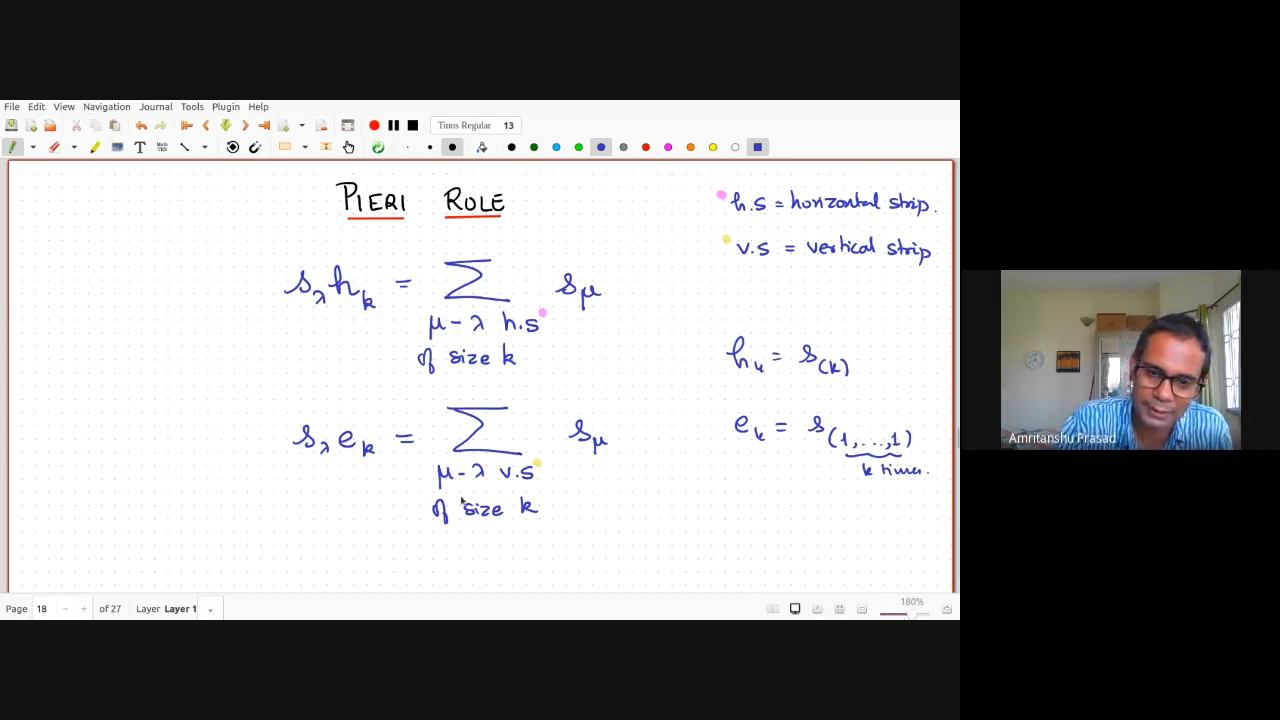 File Edit View Navigation Journal Tools Plugin Help
Tinos Regular 13
PIERI ROLE
h.s = horizontal strip.
v.s = vertical strip
s_λ h_k = ∑ s_μ
μ - λ h.s
of size k
h_k = s_(k)
s_λ e_k = ∑ s_μ
μ - λ v.s
of size k
e_k = s_(1,...,1)
k times.
Amritanshu Prasad
Page 18 of 27 Layer Layer 1 180%